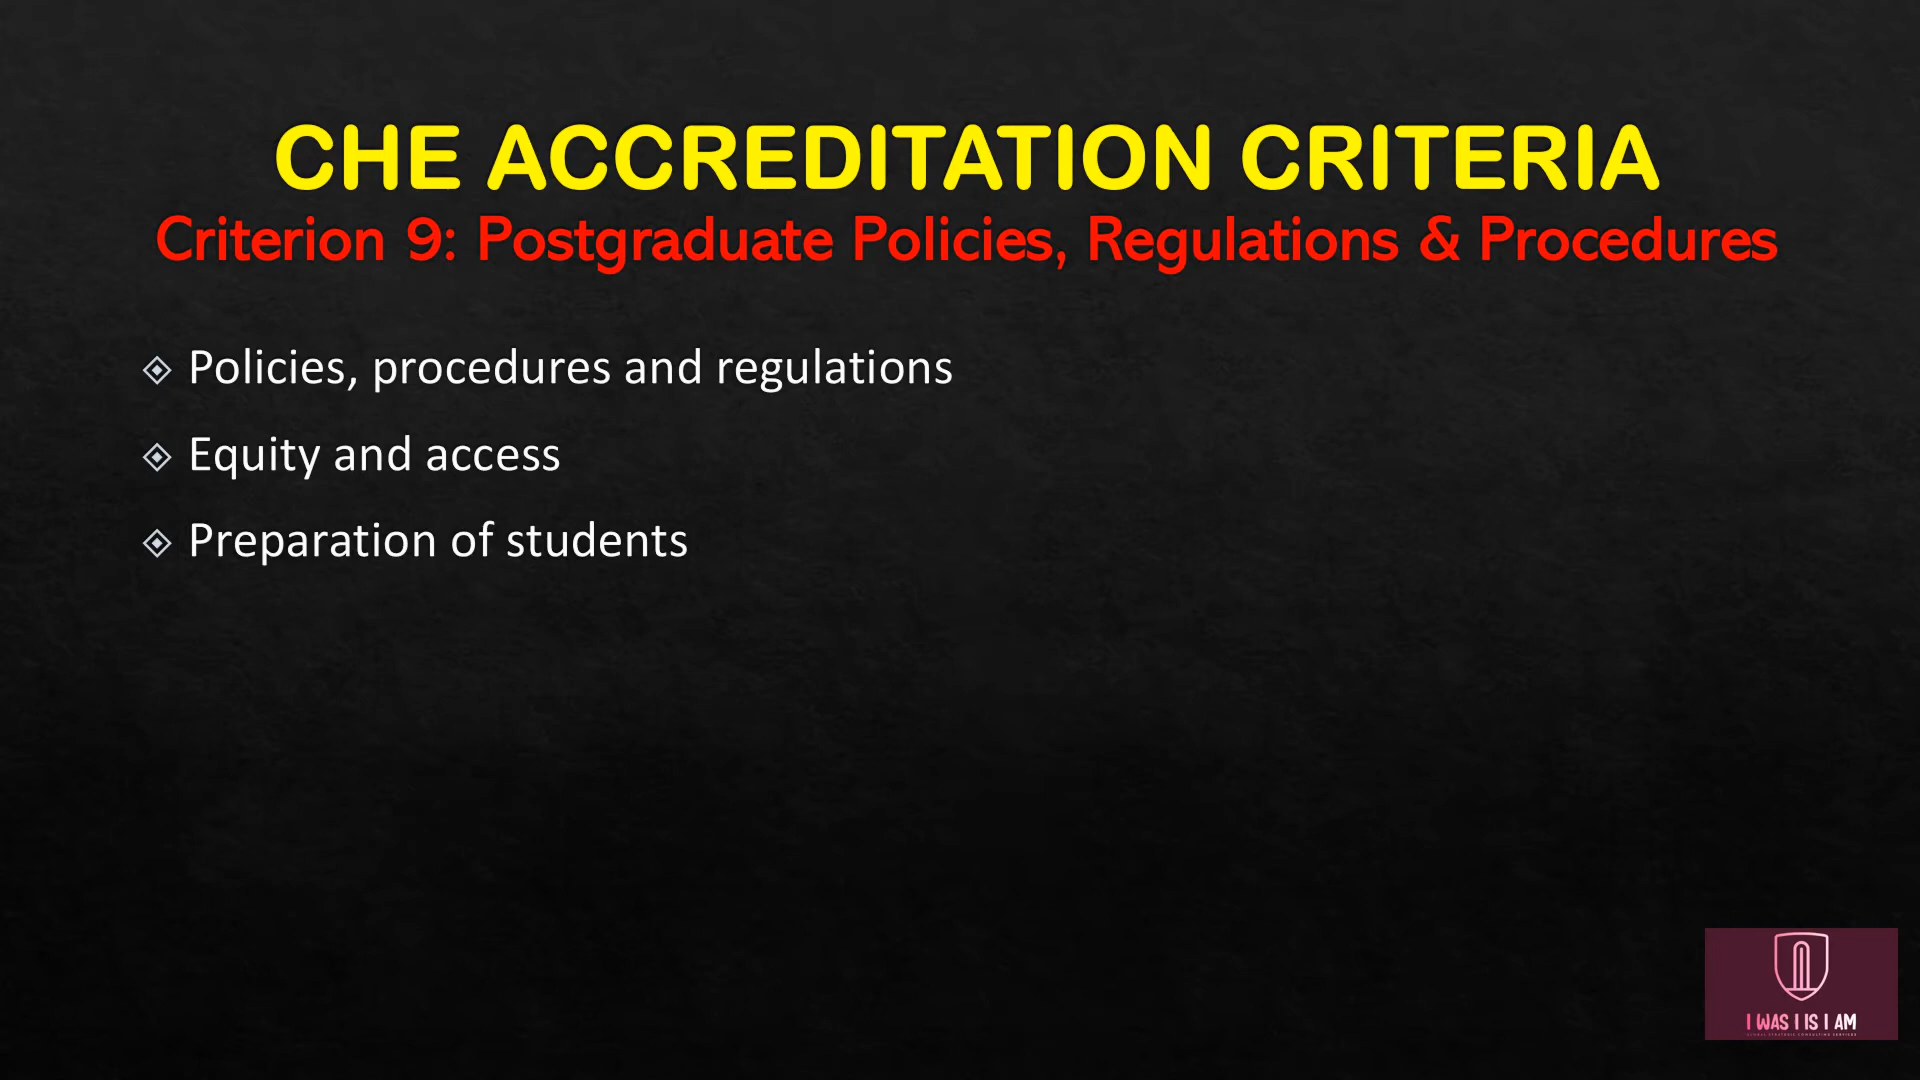 CHE ACCREDITATION CRITERIA
Criterion 9: Postgraduate Policies, Regulations & Procedures
Policies, procedures and regulations
Equity and access
Preparation of students
I WAS I IS I AM